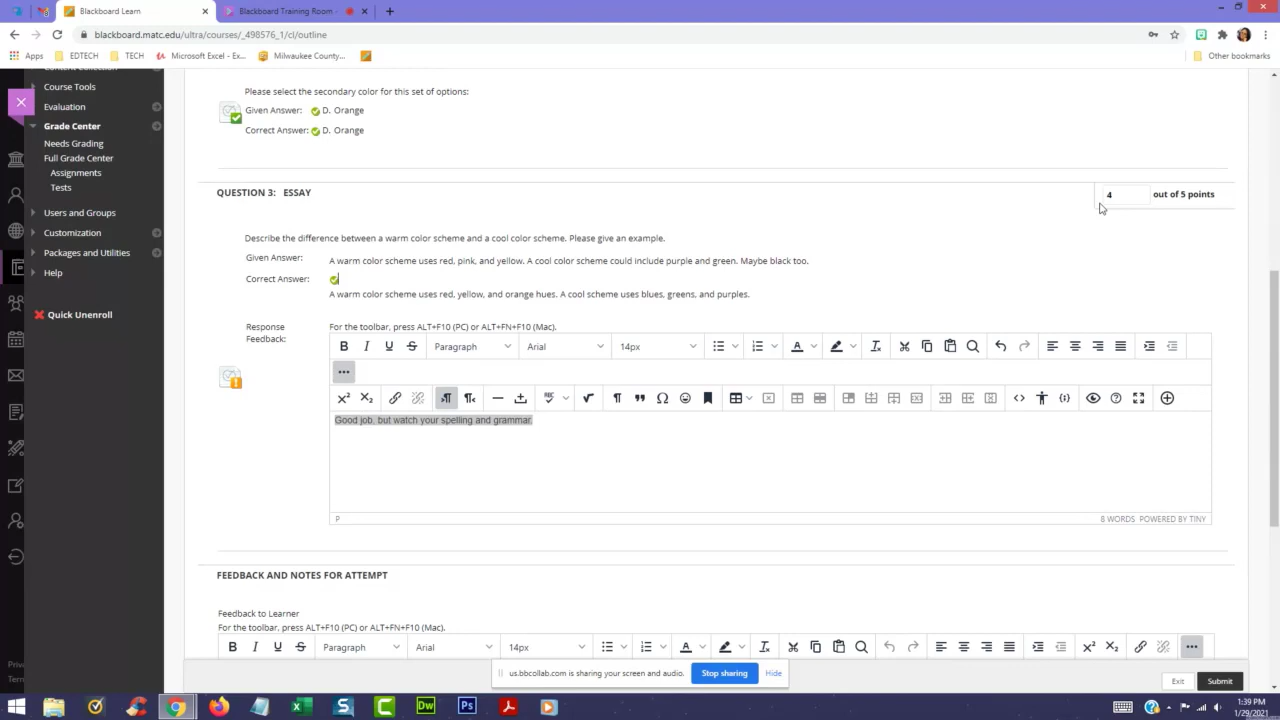 Blackboard Learn
Blackboard Training Room
blackboard.matc.edu/ultra/courses/_498576_1/cl/outline
Apps
EDTECH
TECH
Microsoft Excel - Ex...
Milwaukee County...
Other bookmarks
Content Collection
Course Tools
Evaluation
Grade Center
Needs Grading
Full Grade Center
Assignments
Tests
Users and Groups
Customization
Packages and Utilities
Help
Quick Unenroll
Please select the secondary color for this set of options:
Given Answer: D. Orange
Correct Answer: D. Orange
QUESTION 3: ESSAY
4 out of 5 points
Describe the difference between a warm color scheme and a cool color scheme. Please give an example.
Given Answer: A warm color scheme uses red, pink, and yellow. A cool color scheme could include purple and green. Maybe black too.
Correct Answer:
A warm color scheme uses red, yellow, and orange hues. A cool scheme uses blues, greens, and purples.
Response Feedback:
For the toolbar, press ALT+F10 (PC) or ALT+FN+F10 (Mac).
Paragraph Arial 14px
Good job, but watch your spelling and grammar.
P
8 WORDS POWERED BY TINY
FEEDBACK AND NOTES FOR ATTEMPT
Feedback to Learner
For the toolbar, press ALT+F10 (PC) or ALT+FN+F10 (Mac).
Paragraph Arial 14px
us.bbcollab.com is sharing your screen and audio.
Stop sharing
Hide
Exit
Submit
Priva
Term
1:39 PM
1/29/2021